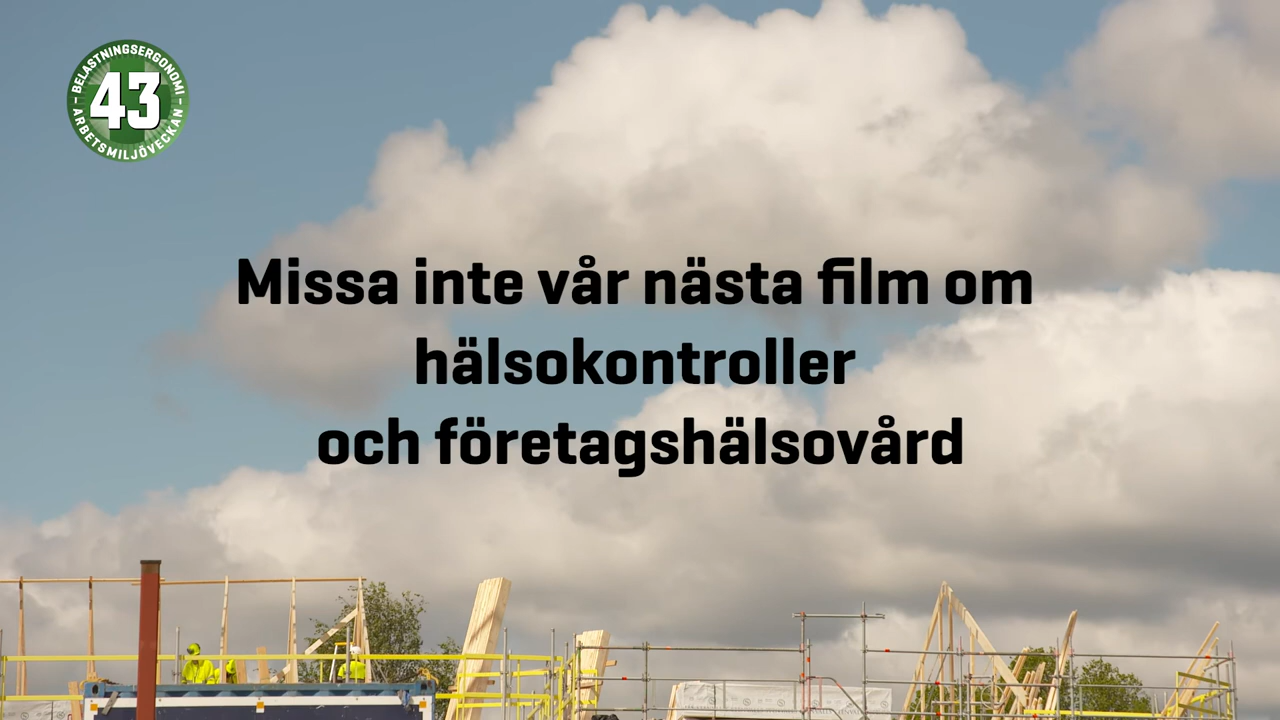 BELASTNINGSERGONOMI
43
ARBETSMILJÖVECKAN
Missa inte vår nästa film om
hälsokontroller
och företagshälsovård